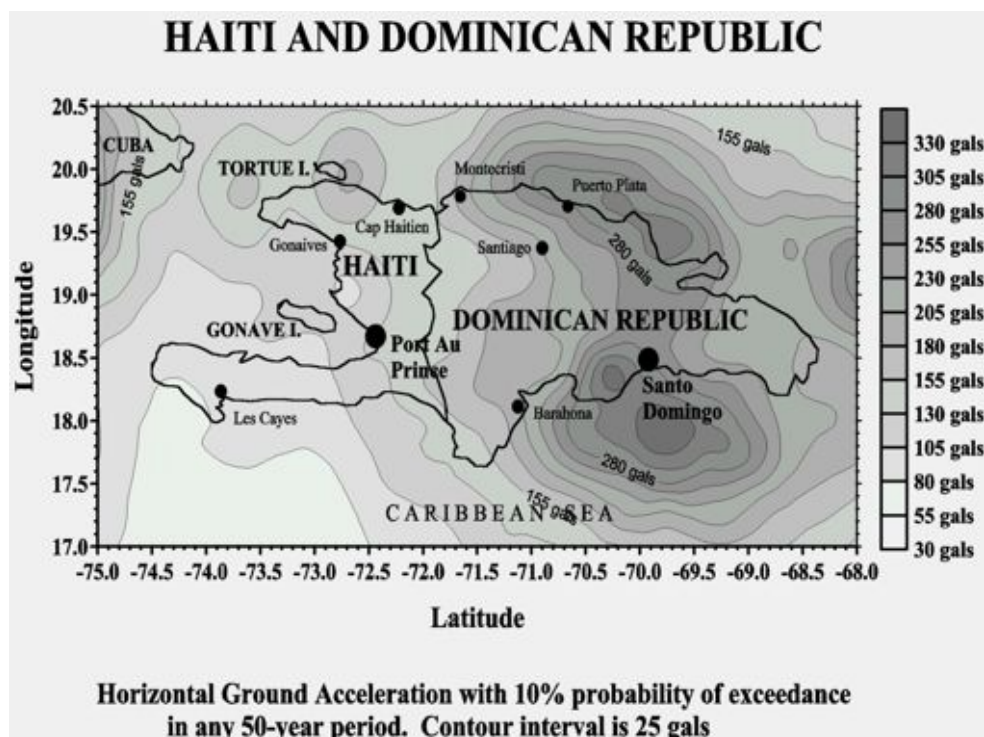 HAITI AND DOMINICAN REPUBLIC
20.5
20.0
19.5
19.0
18.5
18.0
17.5
17.0
Longitude
CUBA
155 gals
TORTUE I.
Cap Haitien
Gonaives
HAITI
GONAVE I.
Port Au
Prinse
Les Cayes
Montecristi
Puerto Plata
155 gals
Santiago
280 gals
DOMINICAN REPUBLIC
Santo
Domingo
Barahona
280 gals
155 gals
CARIBBEAN SEA
330 gals
305 gals
280 gals
255 gals
230 gals
205 gals
180 gals
155 gals
130 gals
105 gals
80 gals
55 gals
30 gals
-75.0 -74.5 -74.0 -73.5 -73.0 -72.5 -72.0 -71.5 -71.0 -70.5 -70.0 -69.5 -69.0 -68.5 -68.0
Latitude
Horizontal Ground Acceleration with 10% probability of exceedance
in any 50-year period. Contour interval is 25 gals